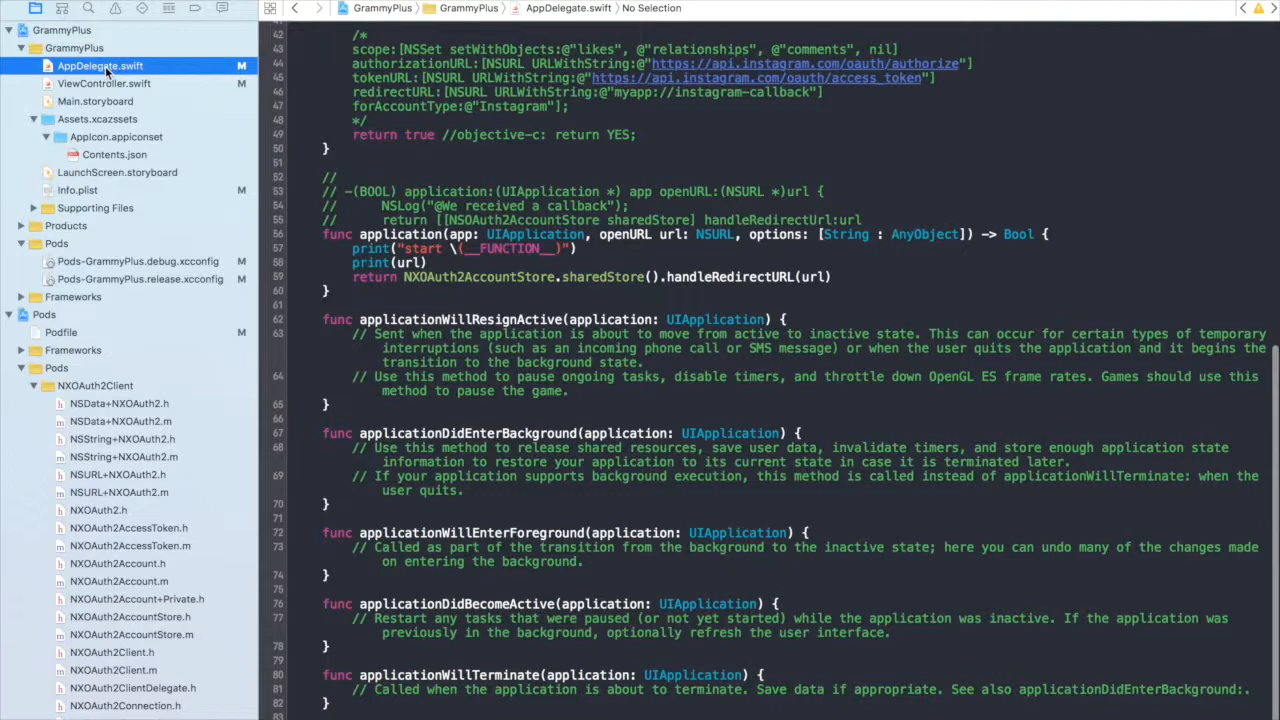 GrammyPlus
GrammyPlus
AppDelegate.swift
No Selection
GrammyPlus
GrammyPlus
AppDelegate.swift M
ViewController.swift M
Main.storyboard
Assets.xcazssets
AppIcon.appiconset
Contents.json
LaunchScreen.storyboard
Info.plist M
Supporting Files
Products
Pods
Pods-GrammyPlus.debug.xcconfig
Pods-GrammyPlus.release.xcconfig
Frameworks
Pods
Podfile M
Frameworks
Pods
NXOAuth2Client
NSData+NXOAuth2.h
NSData+NXOAuth2.m
NSString+NXOAuth2.h
NSString+NXOAuth2.m
NSURL+NXOAuth2.h
NSURL+NXOAuth2.m
NXOAuth2.h
NXOAuth2AccessToken.h
NXOAuth2AccessToken.m
NXOAuth2Account.h
NXOAuth2Account.m
NXOAuth2Account+Private.h
NXOAuth2AccountStore.h
NXOAuth2AccountStore.m
NXOAuth2Client.h
NXOAuth2Client.m
NXOAuth2ClientDelegate.h
NXOAuth2Connection.h
42 /*
43 scope:[NSSet setWithObjects:@"likes", @"relationships", @"comments", nil]
44 authorizationURL:[NSURL URLWithString:@"https://api.instagram.com/oauth/authorize"]
45 tokenURL:[NSURL URLWithString:@"https://api.instagram.com/oauth/access_token"]
46 redirectURL:[NSURL URLWithString:@"myapp://instagram-callback"]
47 forAccountType:@"Instagram"];
48 */
49 return true //objective-c: return YES;
50 }
51
52 //
53 // -(BOOL) application:(UIApplication *) app openURL:(NSURL *)url {
54 // NSLog("@We received a callback");
55 // return [[NSOAuth2AccountStore sharedStore] handleRedirectUrl:url
56 func application(app: UIApplication, openURL url: NSURL, options: [String : AnyObject]) -> Bool {
57 print("start \(__FUNCTION__)")
58 print(url)
59 return NXOAuth2AccountStore.sharedStore().handleRedirectURL(url)
60 }
61
62 func applicationWillResignActive(application: UIApplication) {
63 // Sent when the application is about to move from active to inactive state. This can occur for certain types of temporary
interruptions (such as an incoming phone call or SMS message) or when the user quits the application and it begins the
transition to the background state.
64 // Use this method to pause ongoing tasks, disable timers, and throttle down OpenGL ES frame rates. Games should use this
method to pause the game.
65 }
66
67 func applicationDidEnterBackground(application: UIApplication) {
68 // Use this method to release shared resources, save user data, invalidate timers, and store enough application state
information to restore your application to its current state in case it is terminated later.
69 // If your application supports background execution, this method is called instead of applicationWillTerminate: when the
user quits.
70 }
71
72 func applicationWillEnterForeground(application: UIApplication) {
73 // Called as part of the transition from the background to the inactive state; here you can undo many of the changes made
on entering the background.
74 }
75
76 func applicationDidBecomeActive(application: UIApplication) {
77 // Restart any tasks that were paused (or not yet started) while the application was inactive. If the application was
previously in the background, optionally refresh the user interface.
78 }
79
80 func applicationWillTerminate(application: UIApplication) {
81 // Called when the application is about to terminate. Save data if appropriate. See also applicationDidEnterBackground:.
82 }
83